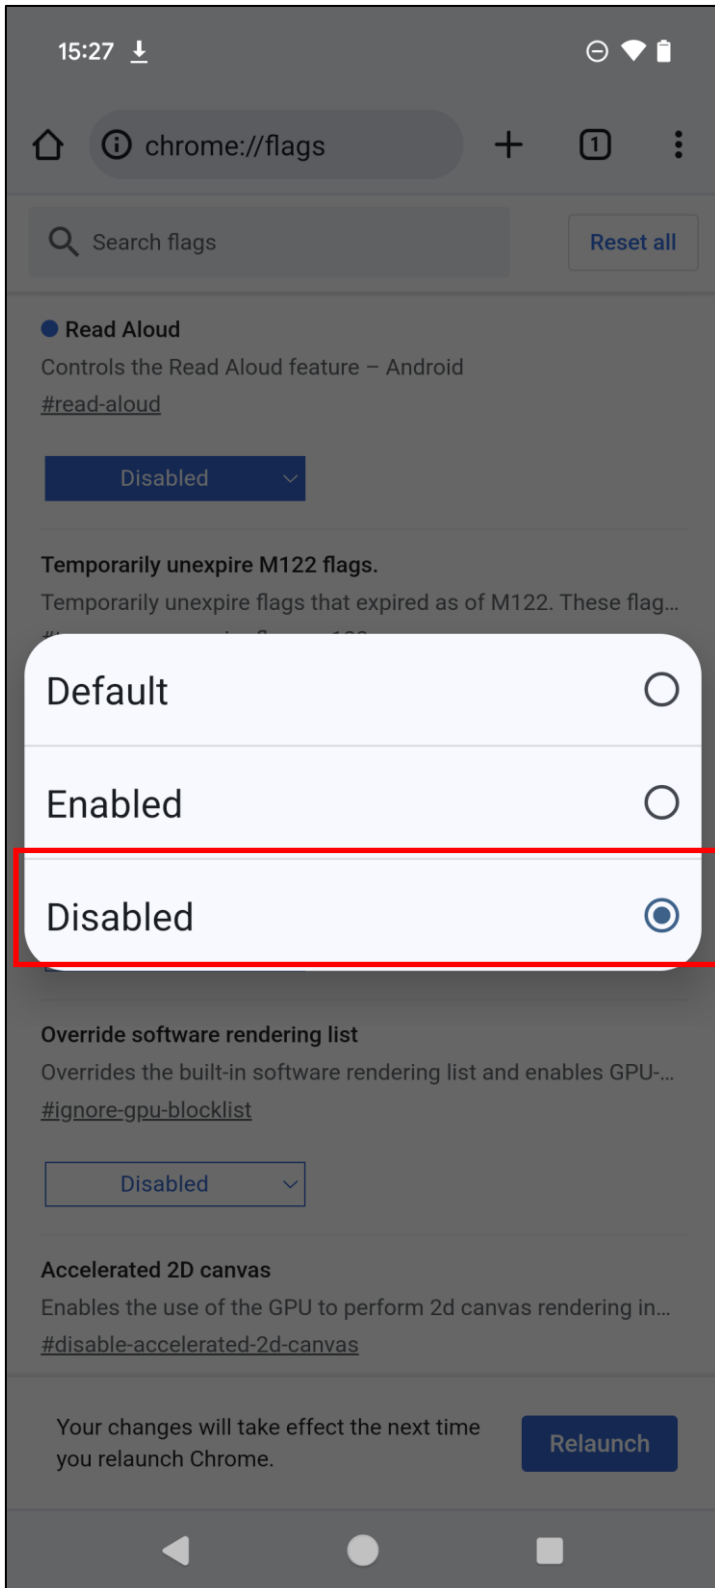 15:27
chrome://flags
1
Search flags
Reset all
Read Aloud
Controls the Read Aloud feature – Android
#read-aloud
Disabled
Temporarily unexpire M122 flags.
Temporarily unexpire flags that expired as of M122. These flag...
Default
Enabled
Disabled
Override software rendering list
Overrides the built-in software rendering list and enables GPU-...
#ignore-gpu-blocklist
Disabled
Accelerated 2D canvas
Enables the use of the GPU to perform 2d canvas rendering in...
#disable-accelerated-2d-canvas
Your changes will take effect the next time
you relaunch Chrome.
Relaunch